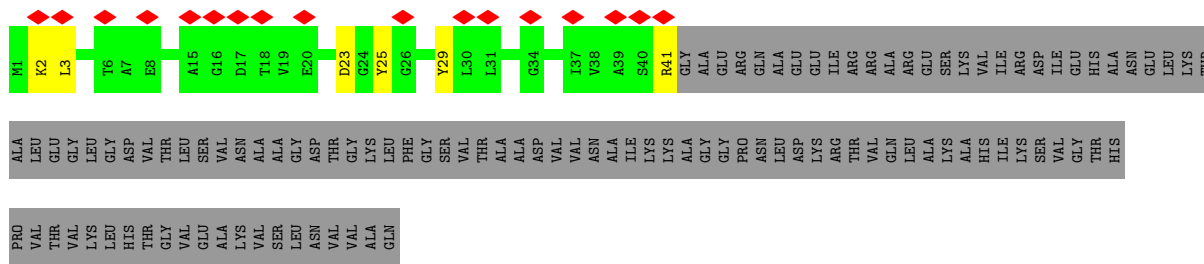 M1 K2 L3 T6 A7 E8 A15 G16 D17 T18 V19 E20 D23 G24 Y25 G26 Y29 L30 L31 G34 I37 V38 A39 S40 R41 GLY ALA GLU ARG GLN ALA GLU GLU ILE ARG ARG ALA ARG GLU SER LYS VAL ILE ARG ASP ILE GLU HIS ALA ASN GLU LEU LYS
ALA LEU GLU GLY LEU GLY ASP VAL THR LEU SER VAL ASN ALA ALA GLY ASP THR GLY LYS LEU PHE GLY SER VAL THR ALA ALA ASP VAL VAL ASN ALA ILE LYS LYS ALA GLY GLY PRO ASN LEU ASP LYS ARG THR VAL GLN LEU ALA LYS ALA HIS ILE LYS SER VAL GLY THR HIS
PRO VAL THR VAL LYS LEU HIS THR GLY VAL GLU ALA LYS VAL SER LEU ASN VAL VAL ALA GLN